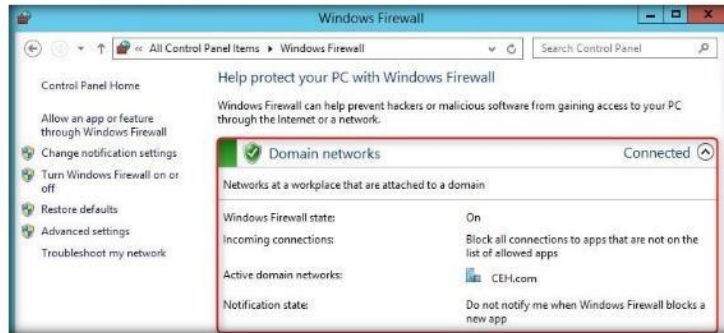 Windows Firewall
« All Control Panel Items ▸ Windows Firewall
Search Control Panel
Control Panel Home
Allow an app or feature
through Windows Firewall
Change notification settings
Turn Windows Firewall on or
off
Restore defaults
Advanced settings
Troubleshoot my network
Help protect your PC with Windows Firewall
Windows Firewall can help prevent hackers or malicious software from gaining access to your PC
through the Internet or a network.
Domain networks Connected
Networks at a workplace that are attached to a domain
Windows Firewall state: On
Incoming connections: Block all connections to apps that are not on the
list of allowed apps
Active domain networks: CEH.com
Notification state: Do not notify me when Windows Firewall blocks a
new app